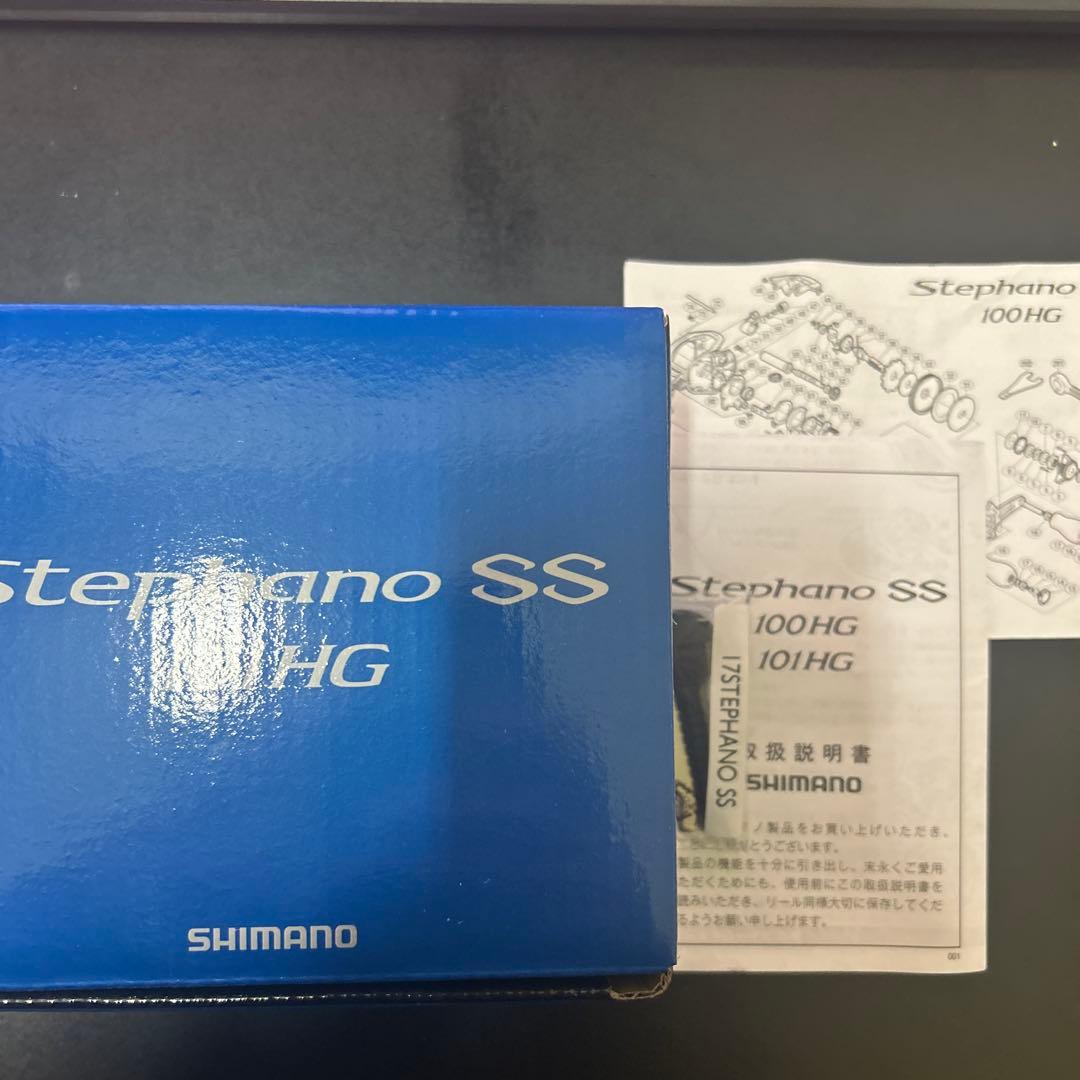 Stephano SS
101HG
SHIMANO
Stephano
100HG
Stephano SS
100HG
101HG
17STEPHANO SS
取扱説明書
SHIMANO
ノ製品をお買い上げいただき、
とうございます。
製品の機能を十分に引き出し、末永くご愛用
ただくためにも、使用前にこの取扱説明書を
読みいただき、リール同様大切に保存してくだ
るようお願い申し上げます。
001